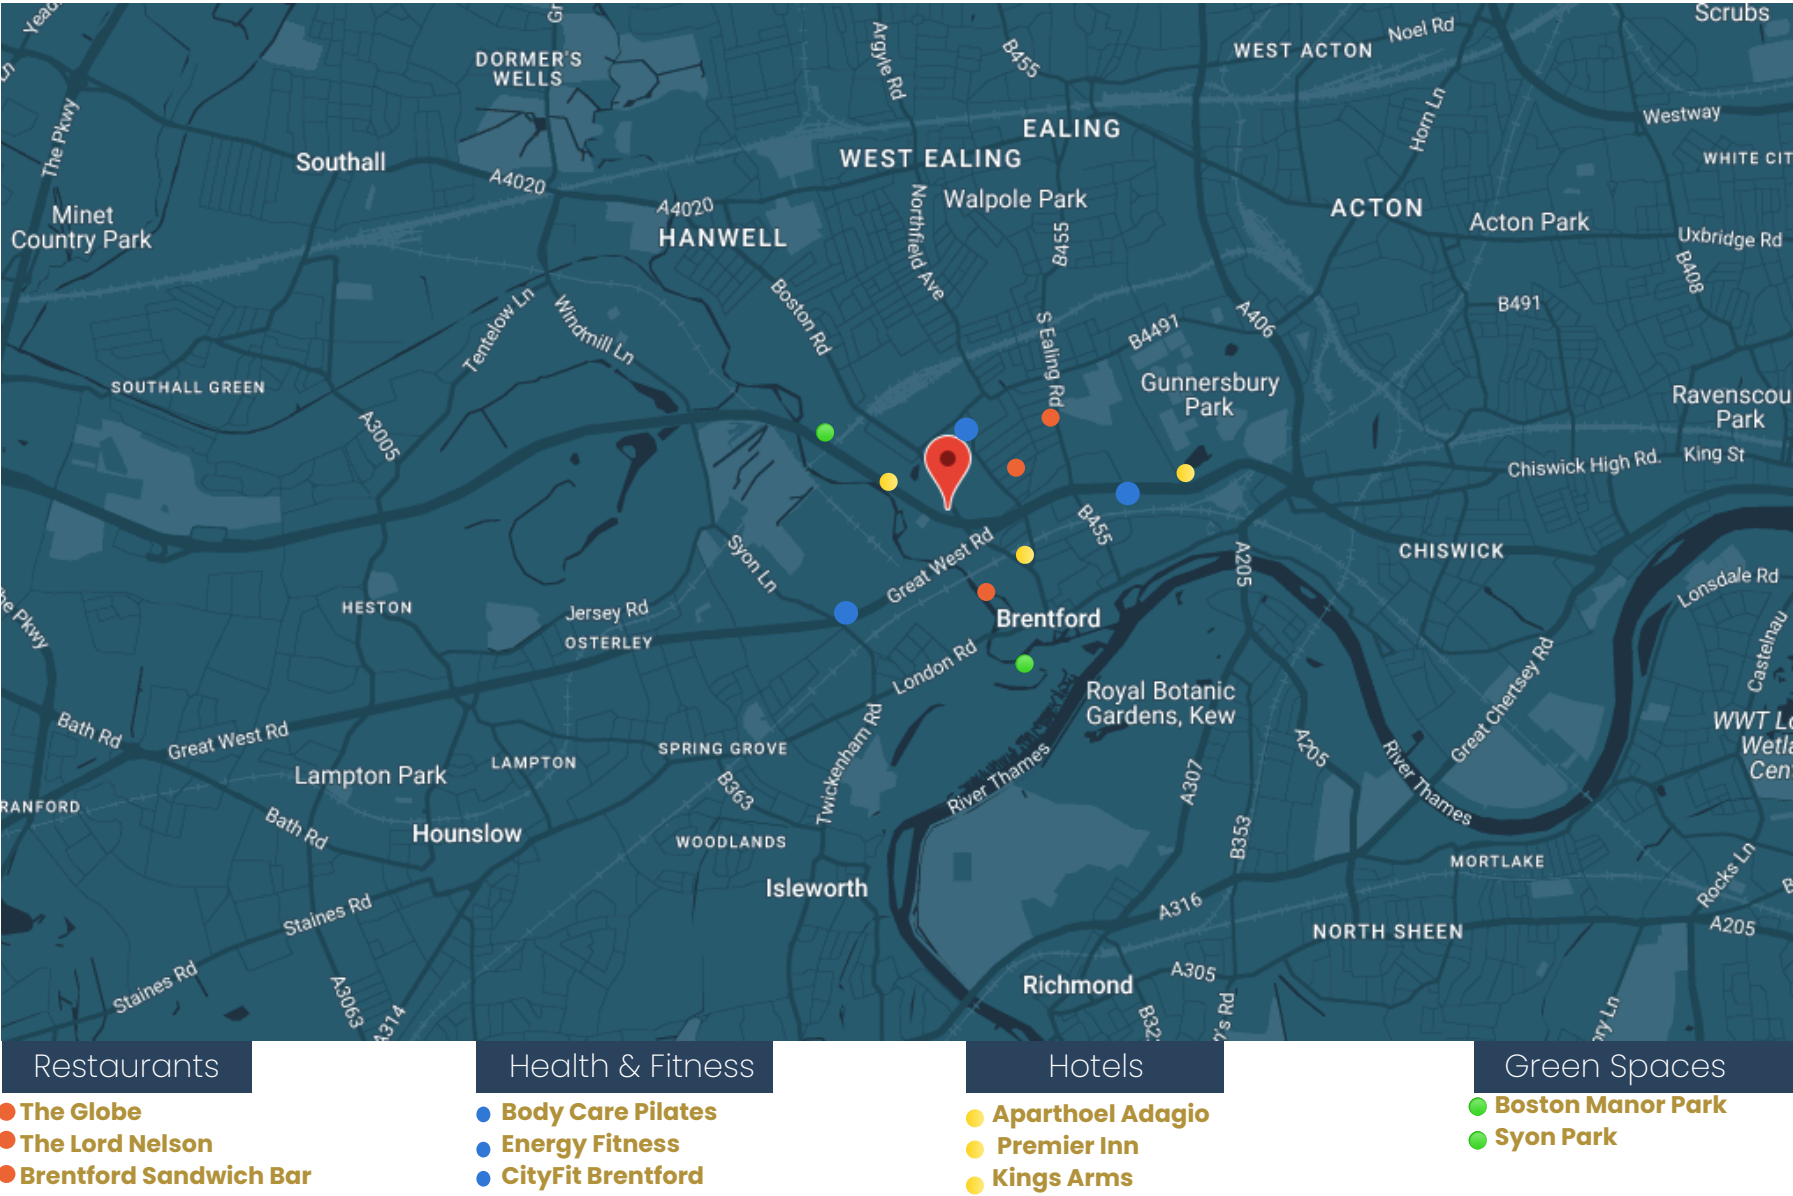 Scrubs
Noel Rd
Argyle Rd
B455
WEST ACTON
DORMER'S
WELLS
Horn Ln
Westway
The Pkwy
EALING
WEST EALING
WHITE CIT
Southall
A4020
A4020
Northfield Ave
Walpole Park
ACTON
Acton Park
Minet
Country Park
HANWELL
B455
Uxbridge Rd
B408
Boston Rd
Tentelow Ln
Windmill Ln
S Ealing Rd
B4491
A406
B491
SOUTHALL GREEN
Gunnersbury
Park
Ravenscou
Park
A3005
Chiswick High Rd.
King St
B455
Syon Ln
Great West Rd
A205
CHISWICK
Lonsdale Rd
he Pkwy
HESTON
Jersey Rd
Brentford
OSTERLEY
Castelnau
London Rd
Great Chertsey Rd
Royal Botanic
Gardens, Kew
Bath Rd
Great West Rd
SPRING GROVE
Twickenham Rd
A205
WWT Lo
Wetla
Cen
LAMPTON
Lampton Park
B363
River Thames
A307
River Thames
RANFORD
Bath Rd
Hounslow
WOODLANDS
B353
MORTLAKE
Rocks Ln
Isleworth
Staines Rd
A316
NORTH SHEEN
A205
Staines Rd
A3063
A314
Richmond
A305
B32
n's Rd
ory Ln
Restaurants
The Globe
The Lord Nelson
Brentford Sandwich Bar
Health & Fitness
Body Care Pilates
Energy Fitness
CityFit Brentford
Hotels
Aparthoel Adagio
Premier Inn
Kings Arms
Green Spaces
Boston Manor Park
Syon Park